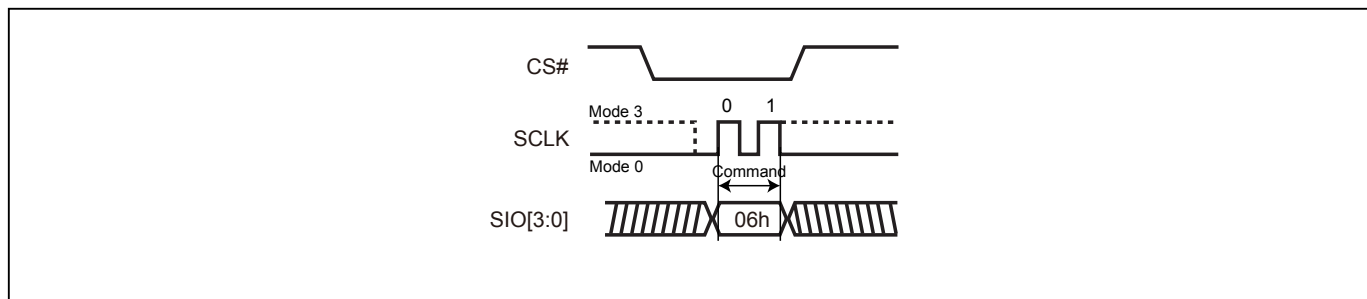 CS#
Mode 3
0 1
SCLK
Mode 0
Command
SIO[3:0]
06h